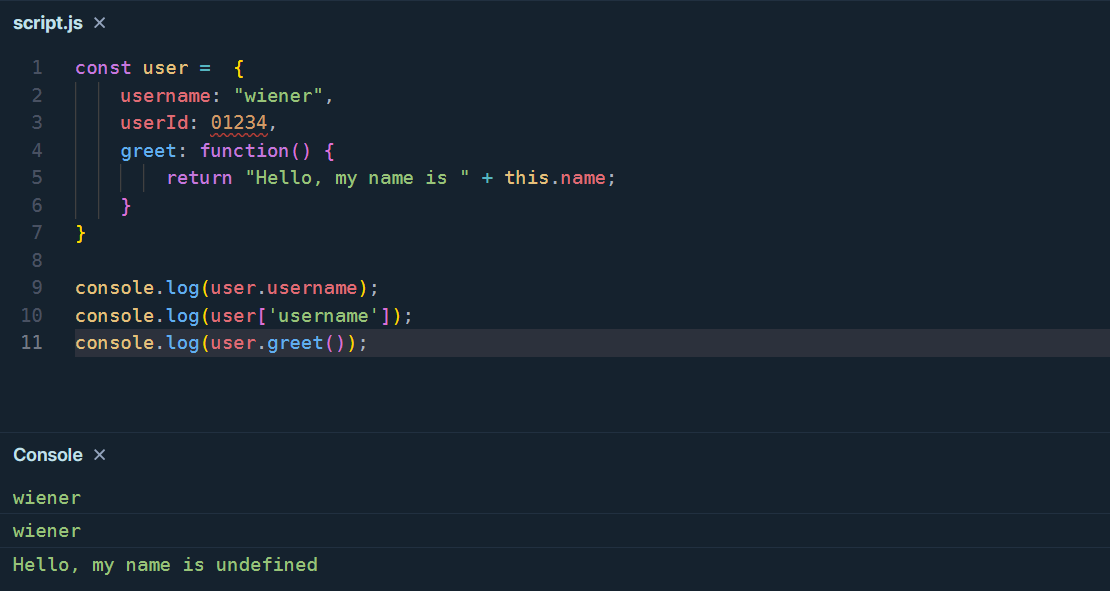 script.js ×
1 const user =  {
2     username: "wiener",
3     userId: 01234,
4     greet: function() {
5         return "Hello, my name is " + this.name;
6     }
7 }
8
9 console.log(user.username);
10 console.log(user['username']);
11 console.log(user.greet());
Console ×
wiener
wiener
Hello, my name is undefined